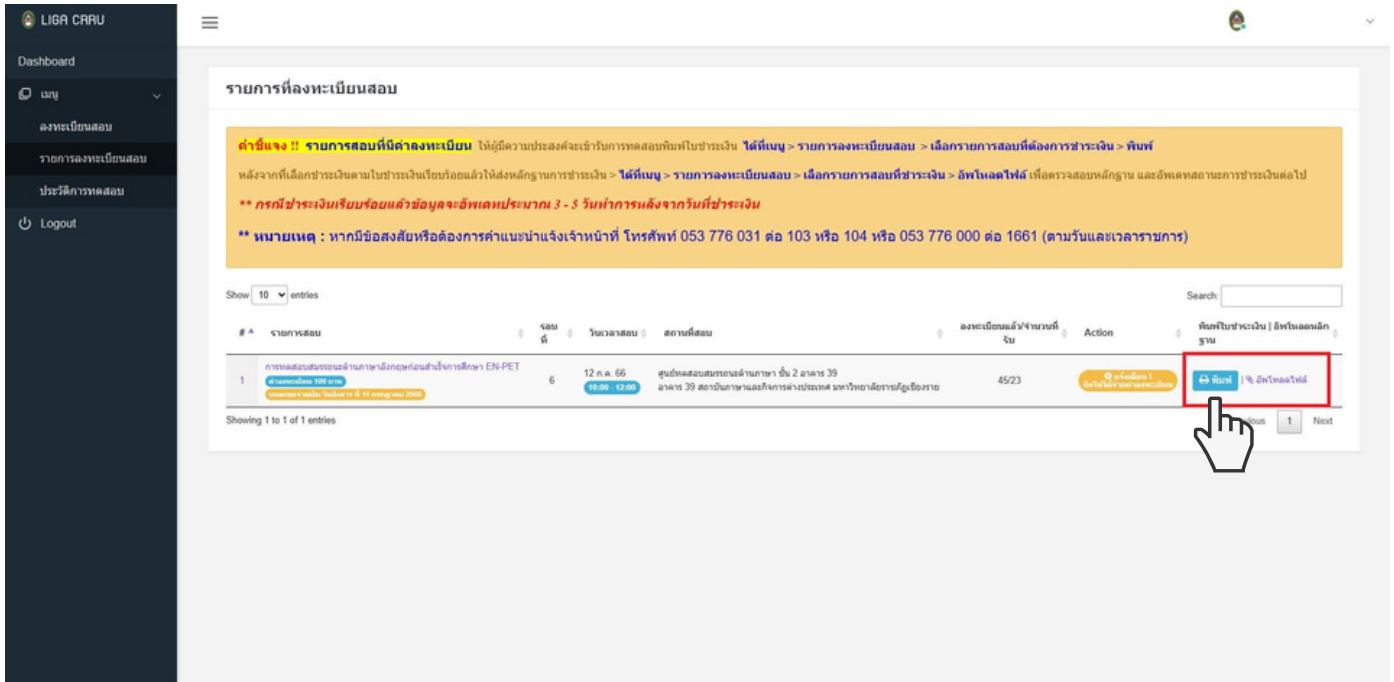 LIGA CRRU
Dashboard
เมนู
ลงทะเบียนสอบ
รายการลงทะเบียนสอบ
ประวัติการทดสอบ
Logout
รายการที่ลงทะเบียนสอบ
คำชี้แจง !! รายการสอบที่มีค่าลงทะเบียน ให้ผู้มีความประสงค์จะเข้ารับการทดสอบพิมพ์ใบชำระเงิน ได้ที่เมนู > รายการลงทะเบียนสอบ > เลือกรายการสอบที่ต้องการชำระเงิน > พิมพ์
หลังจากที่เลือกชำระเงินตามใบชำระเงินเรียบร้อยแล้วให้ส่งหลักฐานการชำระเงิน > ได้ที่เมนู > รายการลงทะเบียนสอบ > เลือกรายการสอบที่ชำระเงิน > อัพโหลดไฟล์ เพื่อตรวจสอบหลักฐาน และอัพเดทสถานะการชำระเงินต่อไป
** กรณีชำระเงินเรียบร้อยแล้วข้อมูลจะอัพเดทประมาณ 3 - 5 วันทำการหลังจากวันที่ชำระเงิน
** หมายเหตุ : หากมีข้อสงสัยหรือต้องการคำแนะนำแจ้งเจ้าหน้าที่ โทรศัพท์ 053 776 031 ต่อ 103 หรือ 104 หรือ 053 776 000 ต่อ 1661 (ตามวันและเวลาราชการ)
Show 10 entries
Search:
# รายการสอบ รอบที่ วันเวลาสอบ สถานที่สอบ ลงทะเบียนแล้ว/จำนวนที่รับ Action พิมพ์ใบชำระเงิน | อัพโหลดหลักฐาน
1 การทดสอบสมรรถนะด้านภาษาอังกฤษก่อนสำเร็จการศึกษา EN-PET 6 12 ก.ค. 66 ศูนย์ทดสอบสมรรถนะด้านภาษา ชั้น 2 อาคาร 39 45/23 พิมพ์ | อัพโหลดไฟล์
ค่าลงทะเบียน 100 บาท 10:00 - 12:00 อาคาร 39 สถาบันภาษาและกิจการต่างประเทศ มหาวิทยาลัยราชภัฏเชียงราย
Showing 1 to 1 of 1 entries
1 Next